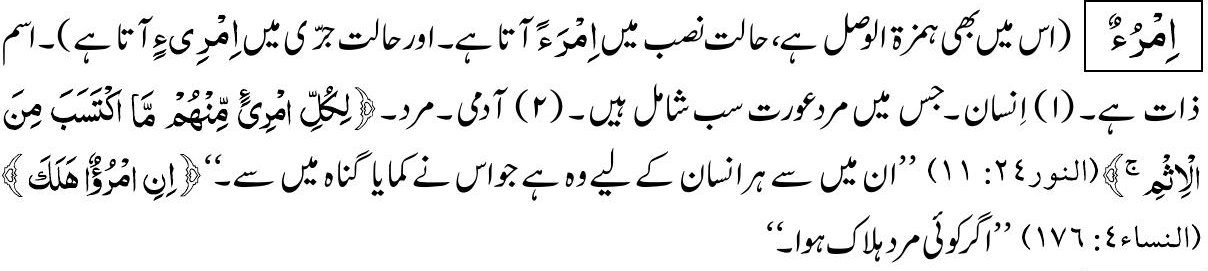 اِمْرُءٌ (اس میں بھی ہمزۃ الوصل ہے، حالت نصب میں اِمْرَءً آتا ہے۔ اور حالت جرّی میں اِمْرِیءٍ آتا ہے)۔ اسم
ذات ہے۔ (۱) اِنسان۔ جس میں مرد عورت سب شامل ہیں۔ (۲) آدمی۔ مرد۔ ﴿لِكُلِّ امْرِیٍٔ مِّنْهُمْ مَّا اكْتَسَبَ مِنَ
الْاِثْمِ ۚ﴾ (النور ۲۴: ۱۱) ’’ان میں سے ہر انسان کے لیے وہ ہے جو اس نے کمایا گناہ میں سے۔‘‘ ﴿اِنِ امْرُؤٌا هَلَكَ﴾
(النساء ۴: ۱۷۶) ’’اگر کوئی مرد ہلاک ہوا۔‘‘